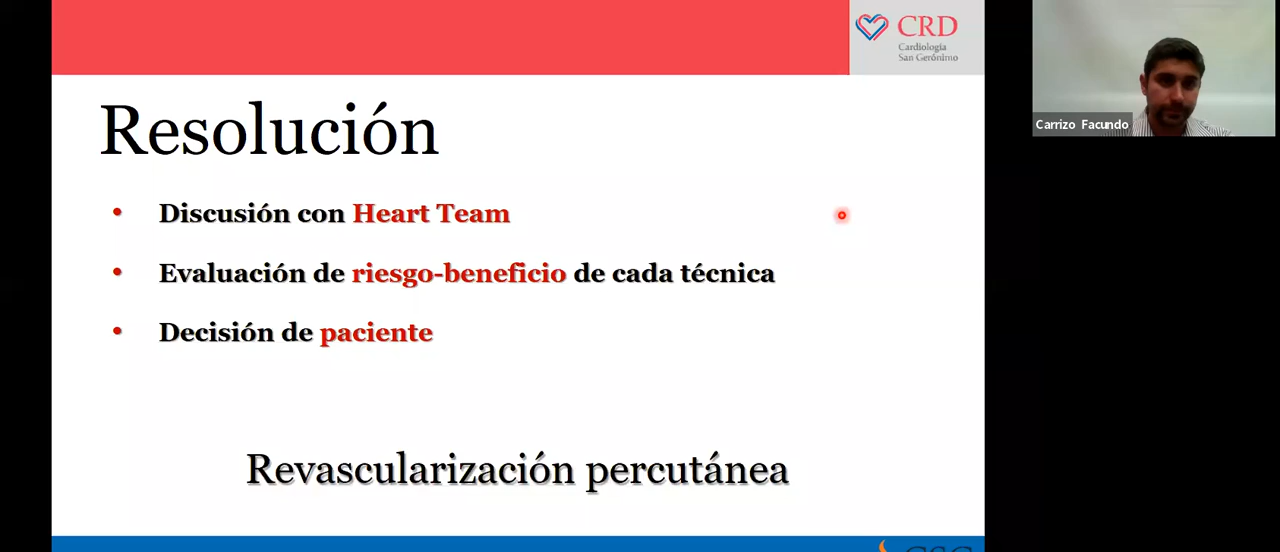 CRD
Cardiología
San Gerónimo
Carrizo Facundo
Resolución
• Discusión con Heart Team
• Evaluación de riesgo-beneficio de cada técnica
• Decisión de paciente
Revascularización percutánea